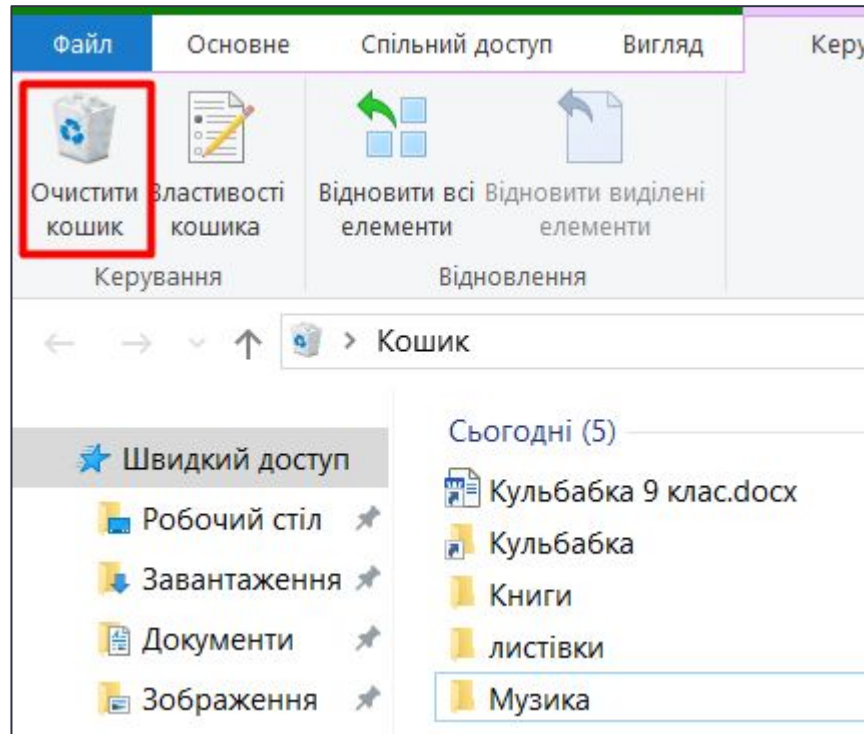 Файл Основне Спільний доступ Вигляд Керу
Очистити Властивості Відновити всі Відновити виділені
кошик кошика елементи елементи
Керування Відновлення
Кошик
Сьогодні (5)
Швидкий доступ
Кульбабка 9 клас.docx
Робочий стіл
Кульбабка
Завантаження
Книги
Документи
листівки
Зображення
Музика